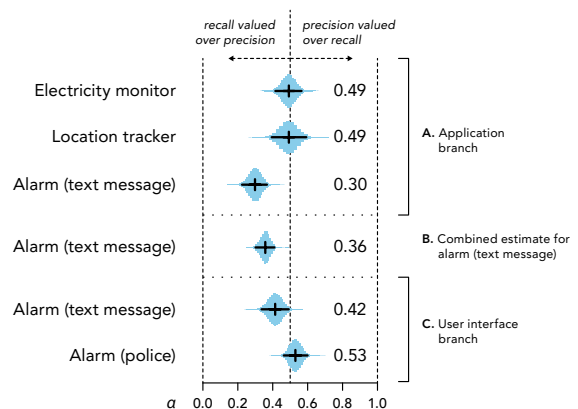 recall valued
over precision
precision valued
over recall
Electricity monitor
0.49
Location tracker
0.49
A. Application
branch
Alarm (text message)
0.30
Alarm (text message)
0.36
B. Combined estimate for
alarm (text message)
Alarm (text message)
0.42
C. User interface
branch
Alarm (police)
0.53
α 0.0 0.2 0.4 0.6 0.8 1.0